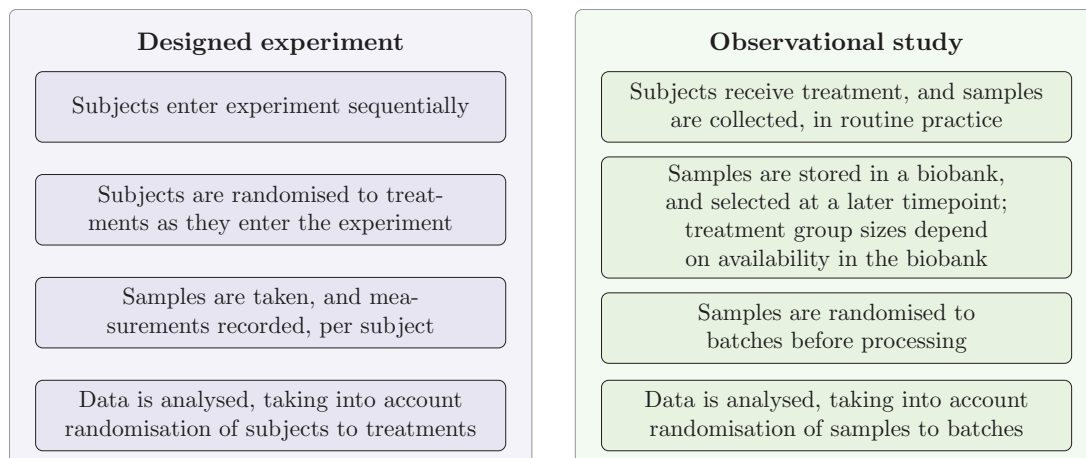 Designed experiment
Subjects enter experiment sequentially
Subjects are randomised to treat-
ments as they enter the experiment
Samples are taken, and mea-
surements recorded, per subject
Data is analysed, taking into account
randomisation of subjects to treatments
Observational study
Subjects receive treatment, and samples
are collected, in routine practice
Samples are stored in a biobank,
and selected at a later timepoint;
treatment group sizes depend
on availability in the biobank
Samples are randomised to
batches before processing
Data is analysed, taking into account
randomisation of samples to batches